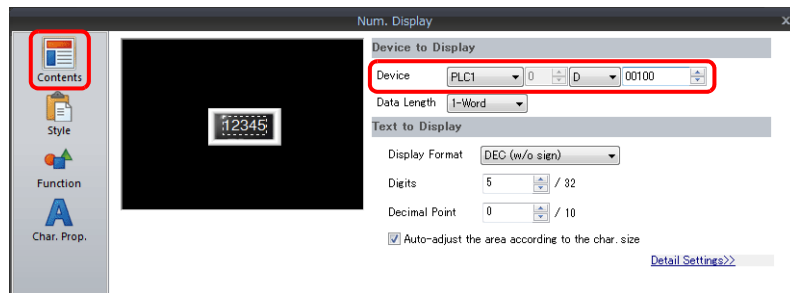 Num. Display
x
Contents
Style
Function
Char. Prop.
12345
Device to Display
Device PLC1 0 D 00100
Data Length 1-Word
Text to Display
Display Format DEC (w/o sign)
Digits 5 / 32
Decimal Point 0 / 10
Auto-adjust the area according to the char. size
Detail Settings>>